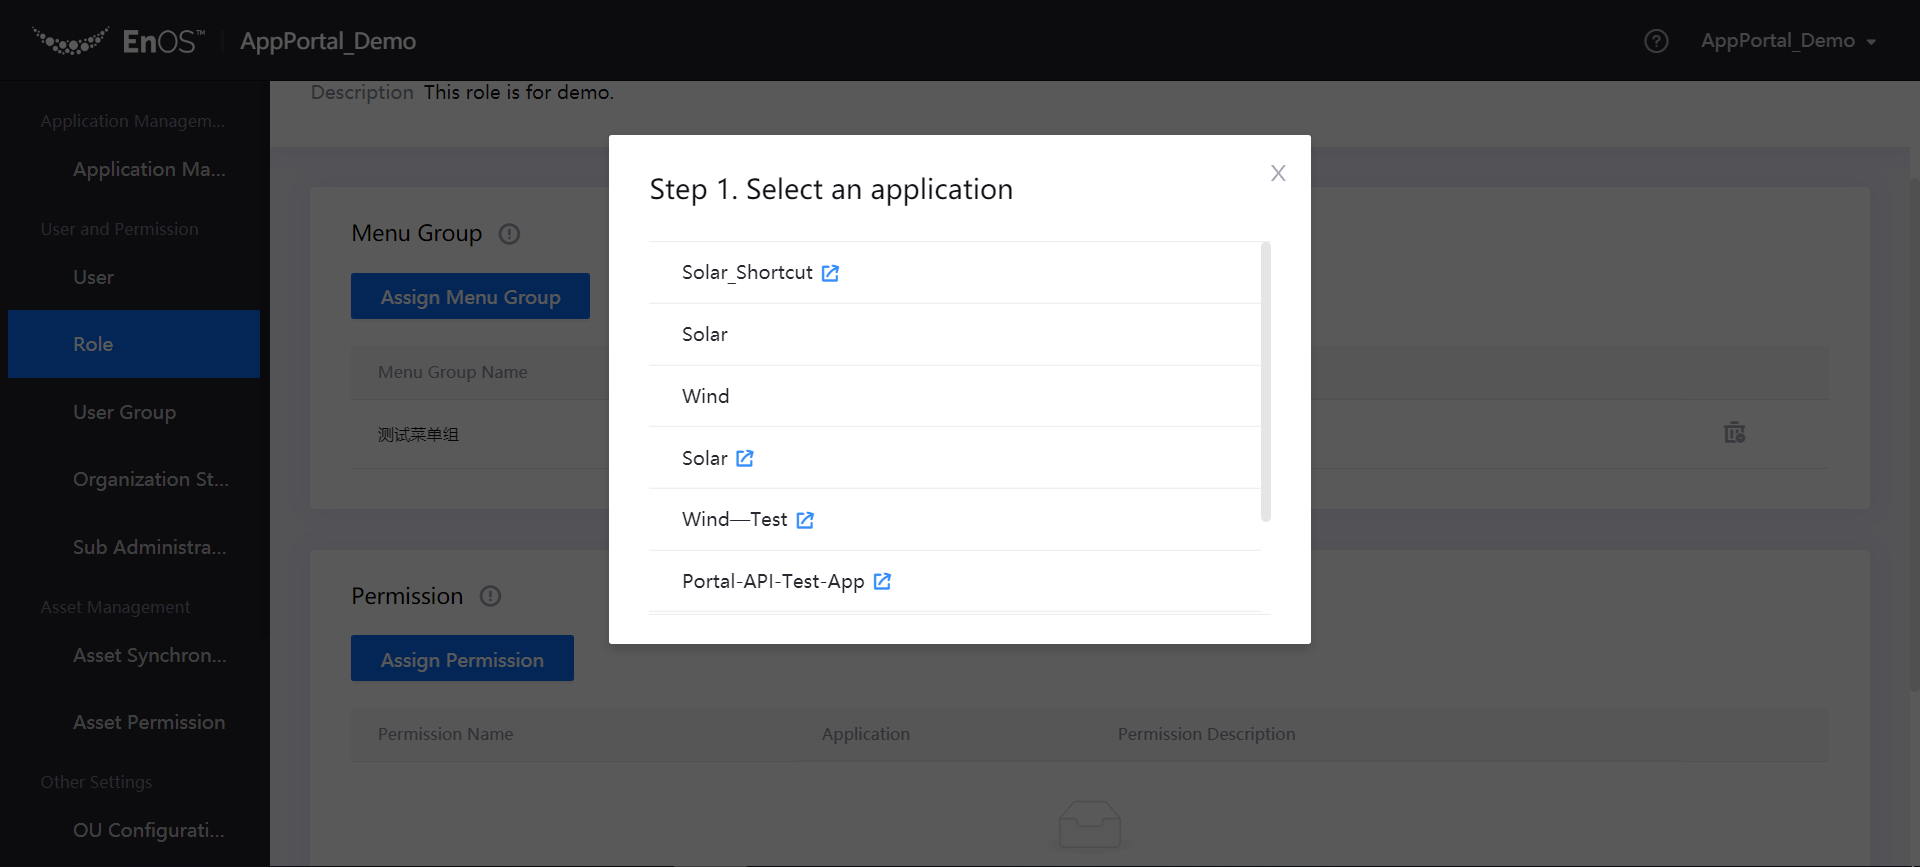 EnOS™
AppPortal_Demo
AppPortal_Demo
Application Managem...
Application Ma...
User and Permission
User
Role
User Group
Organization St...
Sub Administra...
Asset Management
Asset Synchron...
Asset Permission
Other Settings
OU Configurati...
Description This role is for demo.
Menu Group
Assign Menu Group
Menu Group Name
测试菜单组
Permission
Assign Permission
Permission Name Application Permission Description
Step 1. Select an application
X
Solar_Shortcut
Solar
Wind
Solar
Wind—Test
Portal-API-Test-App